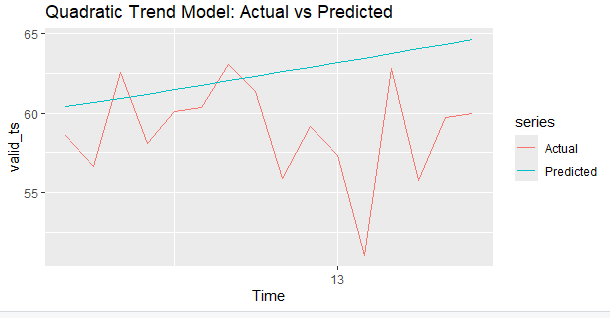 Quadratic Trend Model: Actual vs Predicted
65
60
55
valid_ts
13
Time
series
Actual
Predicted